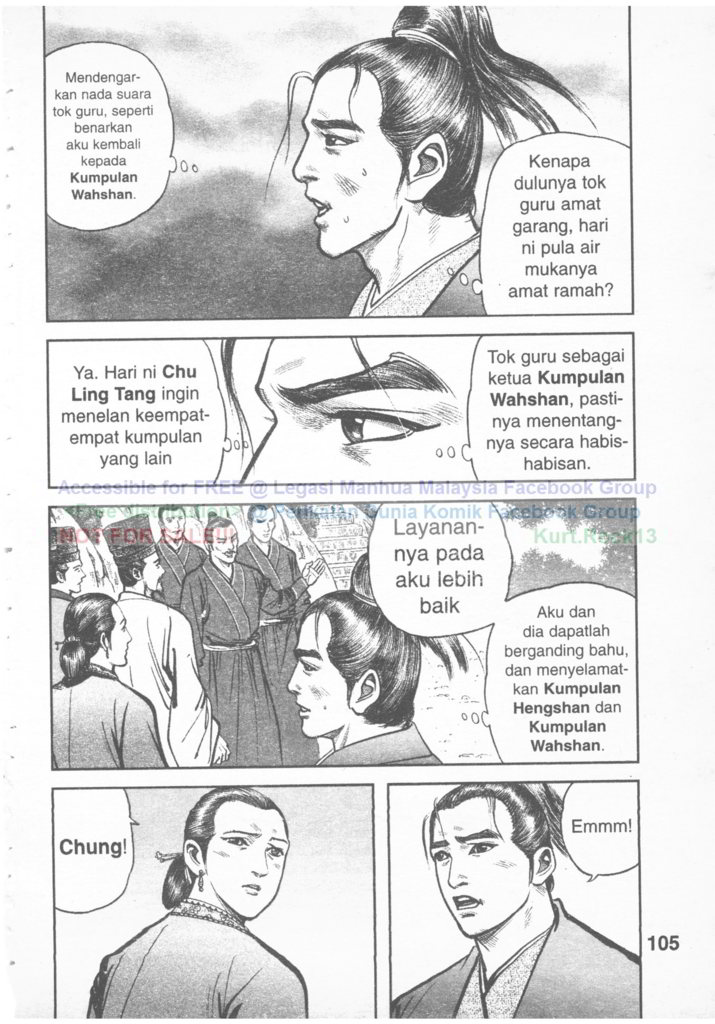 Mendengar-
kan nada suara
tok guru, seperti
benarkan
aku kembali
kepada
Kumpulan
Wahshan.
Kenapa
dulunya tok
guru amat
garang, hari
ni pula air
mukanya
amat ramah?
Ya. Hari ni Chu
Ling Tang ingin
menelan keempat-
empat kumpulan
yang lain
Tok guru sebagai
ketua Kumpulan
Wahshan, pasti-
nya menentang-
nya secara habis-
habisan.
Accessible for FREE @ Legasi Manhua Malaysia Facebook Group
@ Dunia Komik Facebook Group
NOT FOR SALE!!
Kurt.Rock13
Layanan-
nya pada
aku lebih
baik
Aku dan
dia dapatlah
berganding bahu,
dan menyelamat-
kan Kumpulan
Hengshan dan
Kumpulan
Wahshan.
Chung!
Emmm!
105